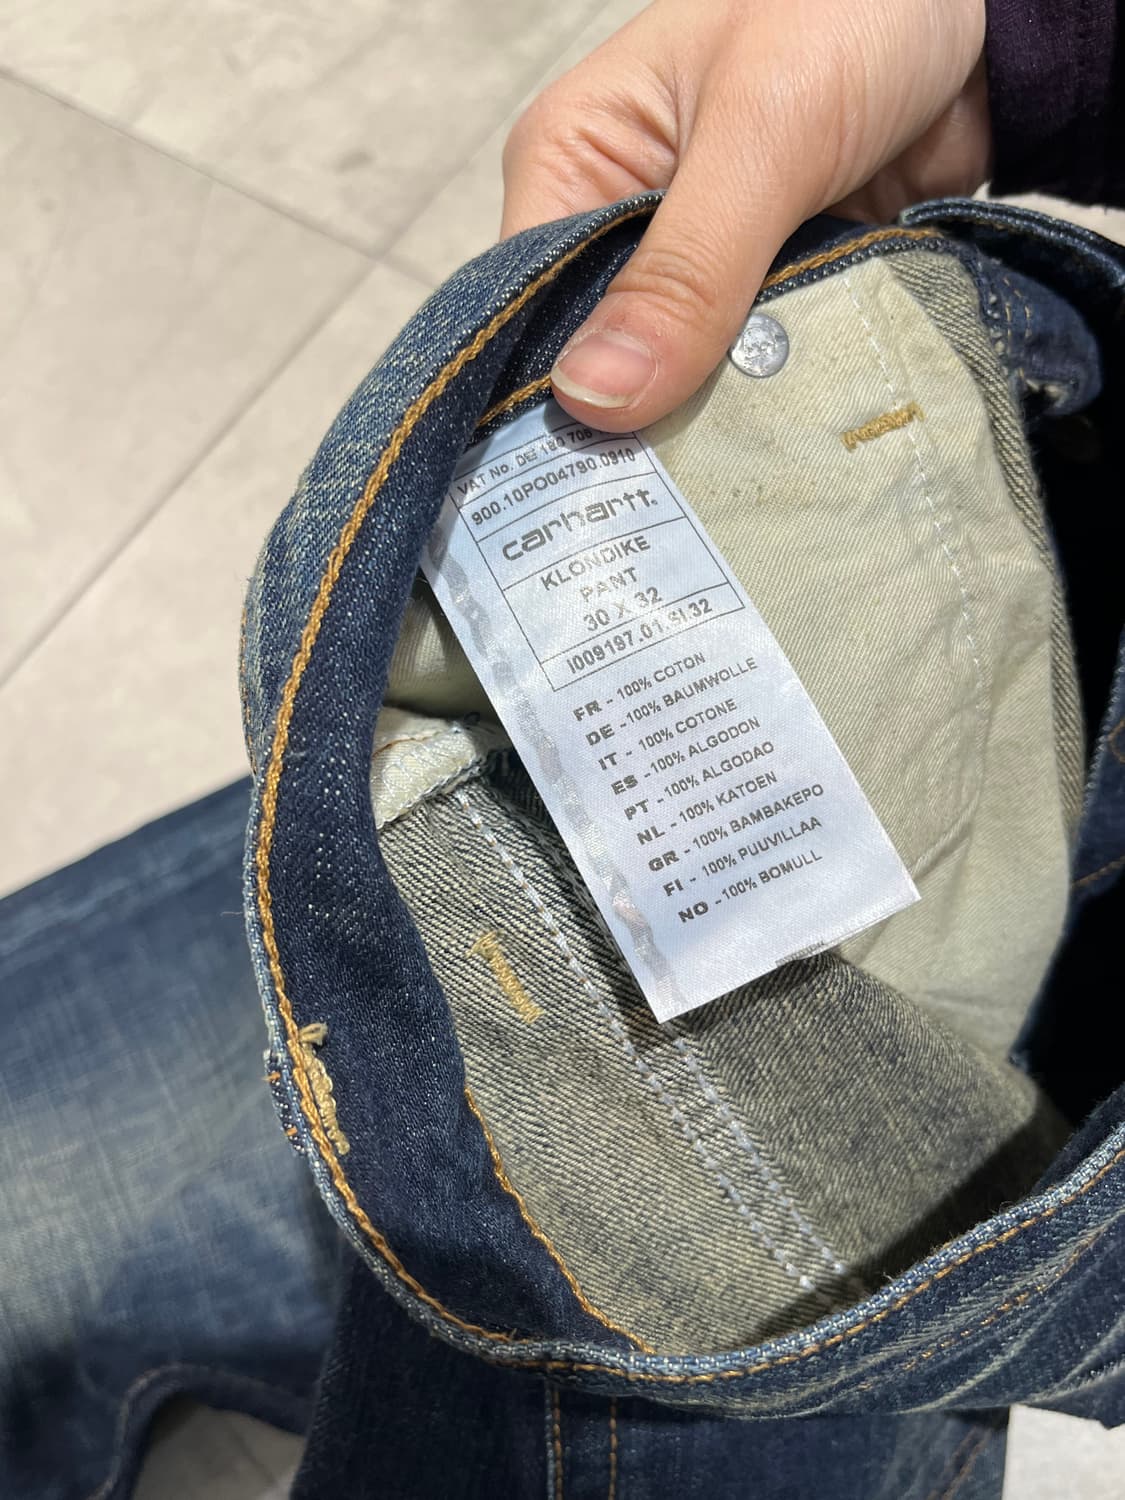 VAT No. DE 180 706
900.10PO04790.0910
carhartt.
KLONDIKE
PANT
30 X 32
I009197.01.SI.32
FR - 100% COTON
DE -100% BAUMWOLLE
IT - 100% COTONE
ES -100% ALGODON
PT - 100% ALGODAO
NL - 100% KATOEN
GR - 100% BAMBAKEPO
FI - 100% PUUVILLAA
NO -100% BOMULL